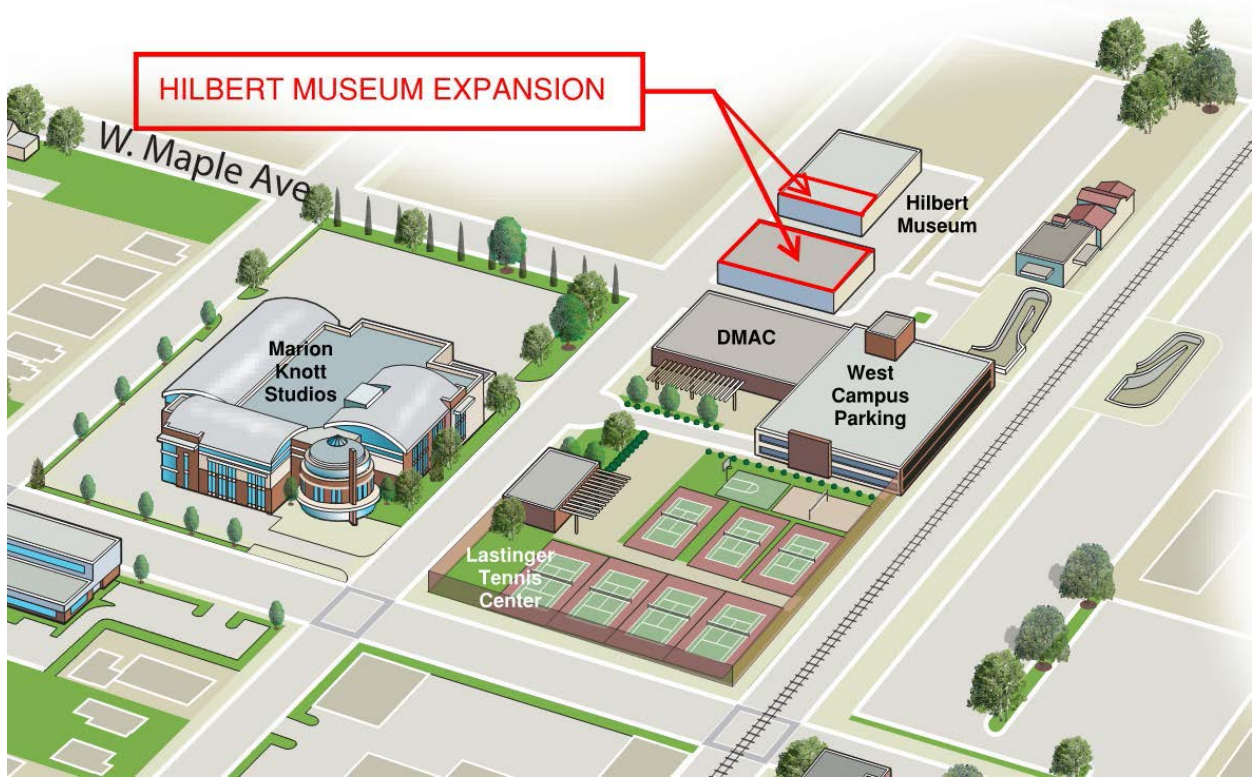 HILBERT MUSEUM EXPANSION
W. Maple Ave
Hilbert
Museum
DMAC
Marion
Knott
Studios
West
Campus
Parking
Lastinger
Tennis
Center